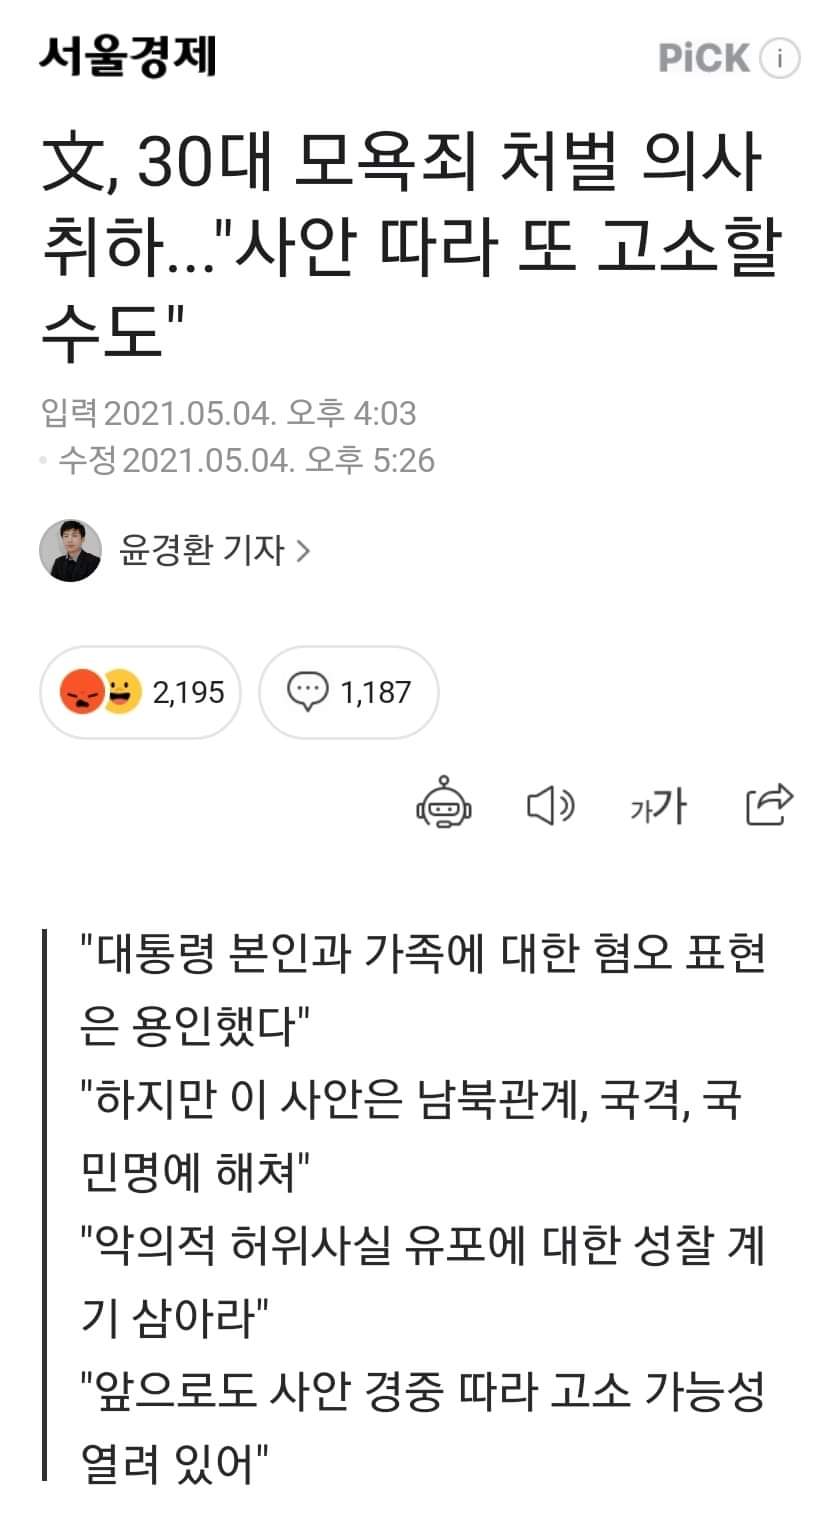 서울경제
PiCK i
文, 30대 모욕죄 처벌 의사
취하..."사안 따라 또 고소할
수도"
입력 2021.05.04. 오후 4:03
수정 2021.05.04. 오후 5:26
윤경환 기자 >
2,195 1,187
가가
"대통령 본인과 가족에 대한 혐오 표현
은 용인했다"
"하지만 이 사안은 남북관계, 국격, 국
민명예 해쳐"
"악의적 허위사실 유포에 대한 성찰 계
기 삼아라"
"앞으로도 사안 경중 따라 고소 가능성
열려 있어"